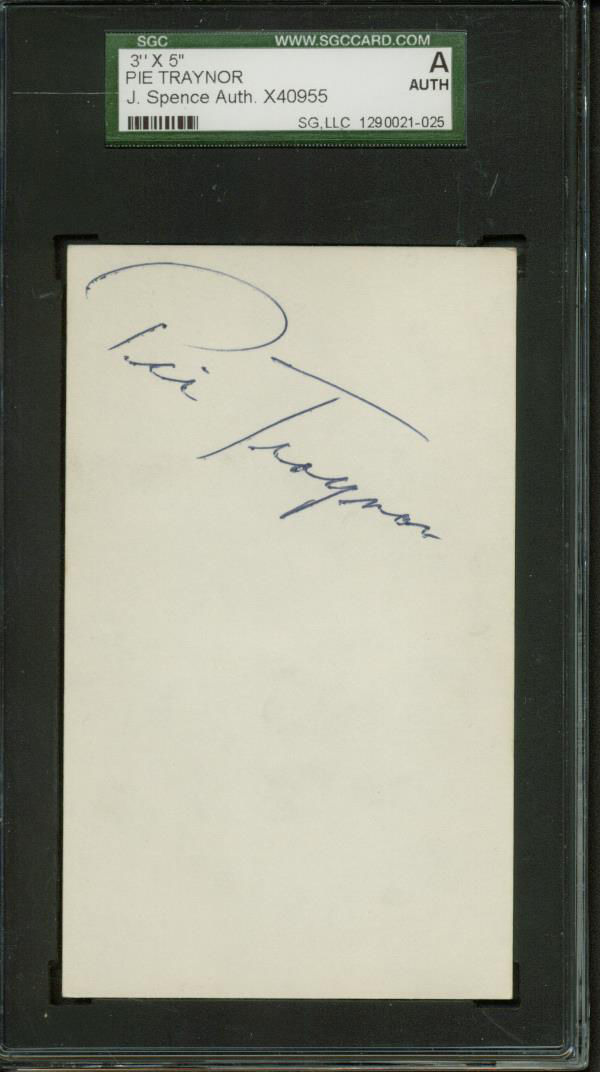 SGC WWW.SGCCARD.COM
3" X 5" A
PIE TRAYNOR AUTH
J. Spence Auth. X40955
SG,LLC 1290021-025
Pie
Traynor